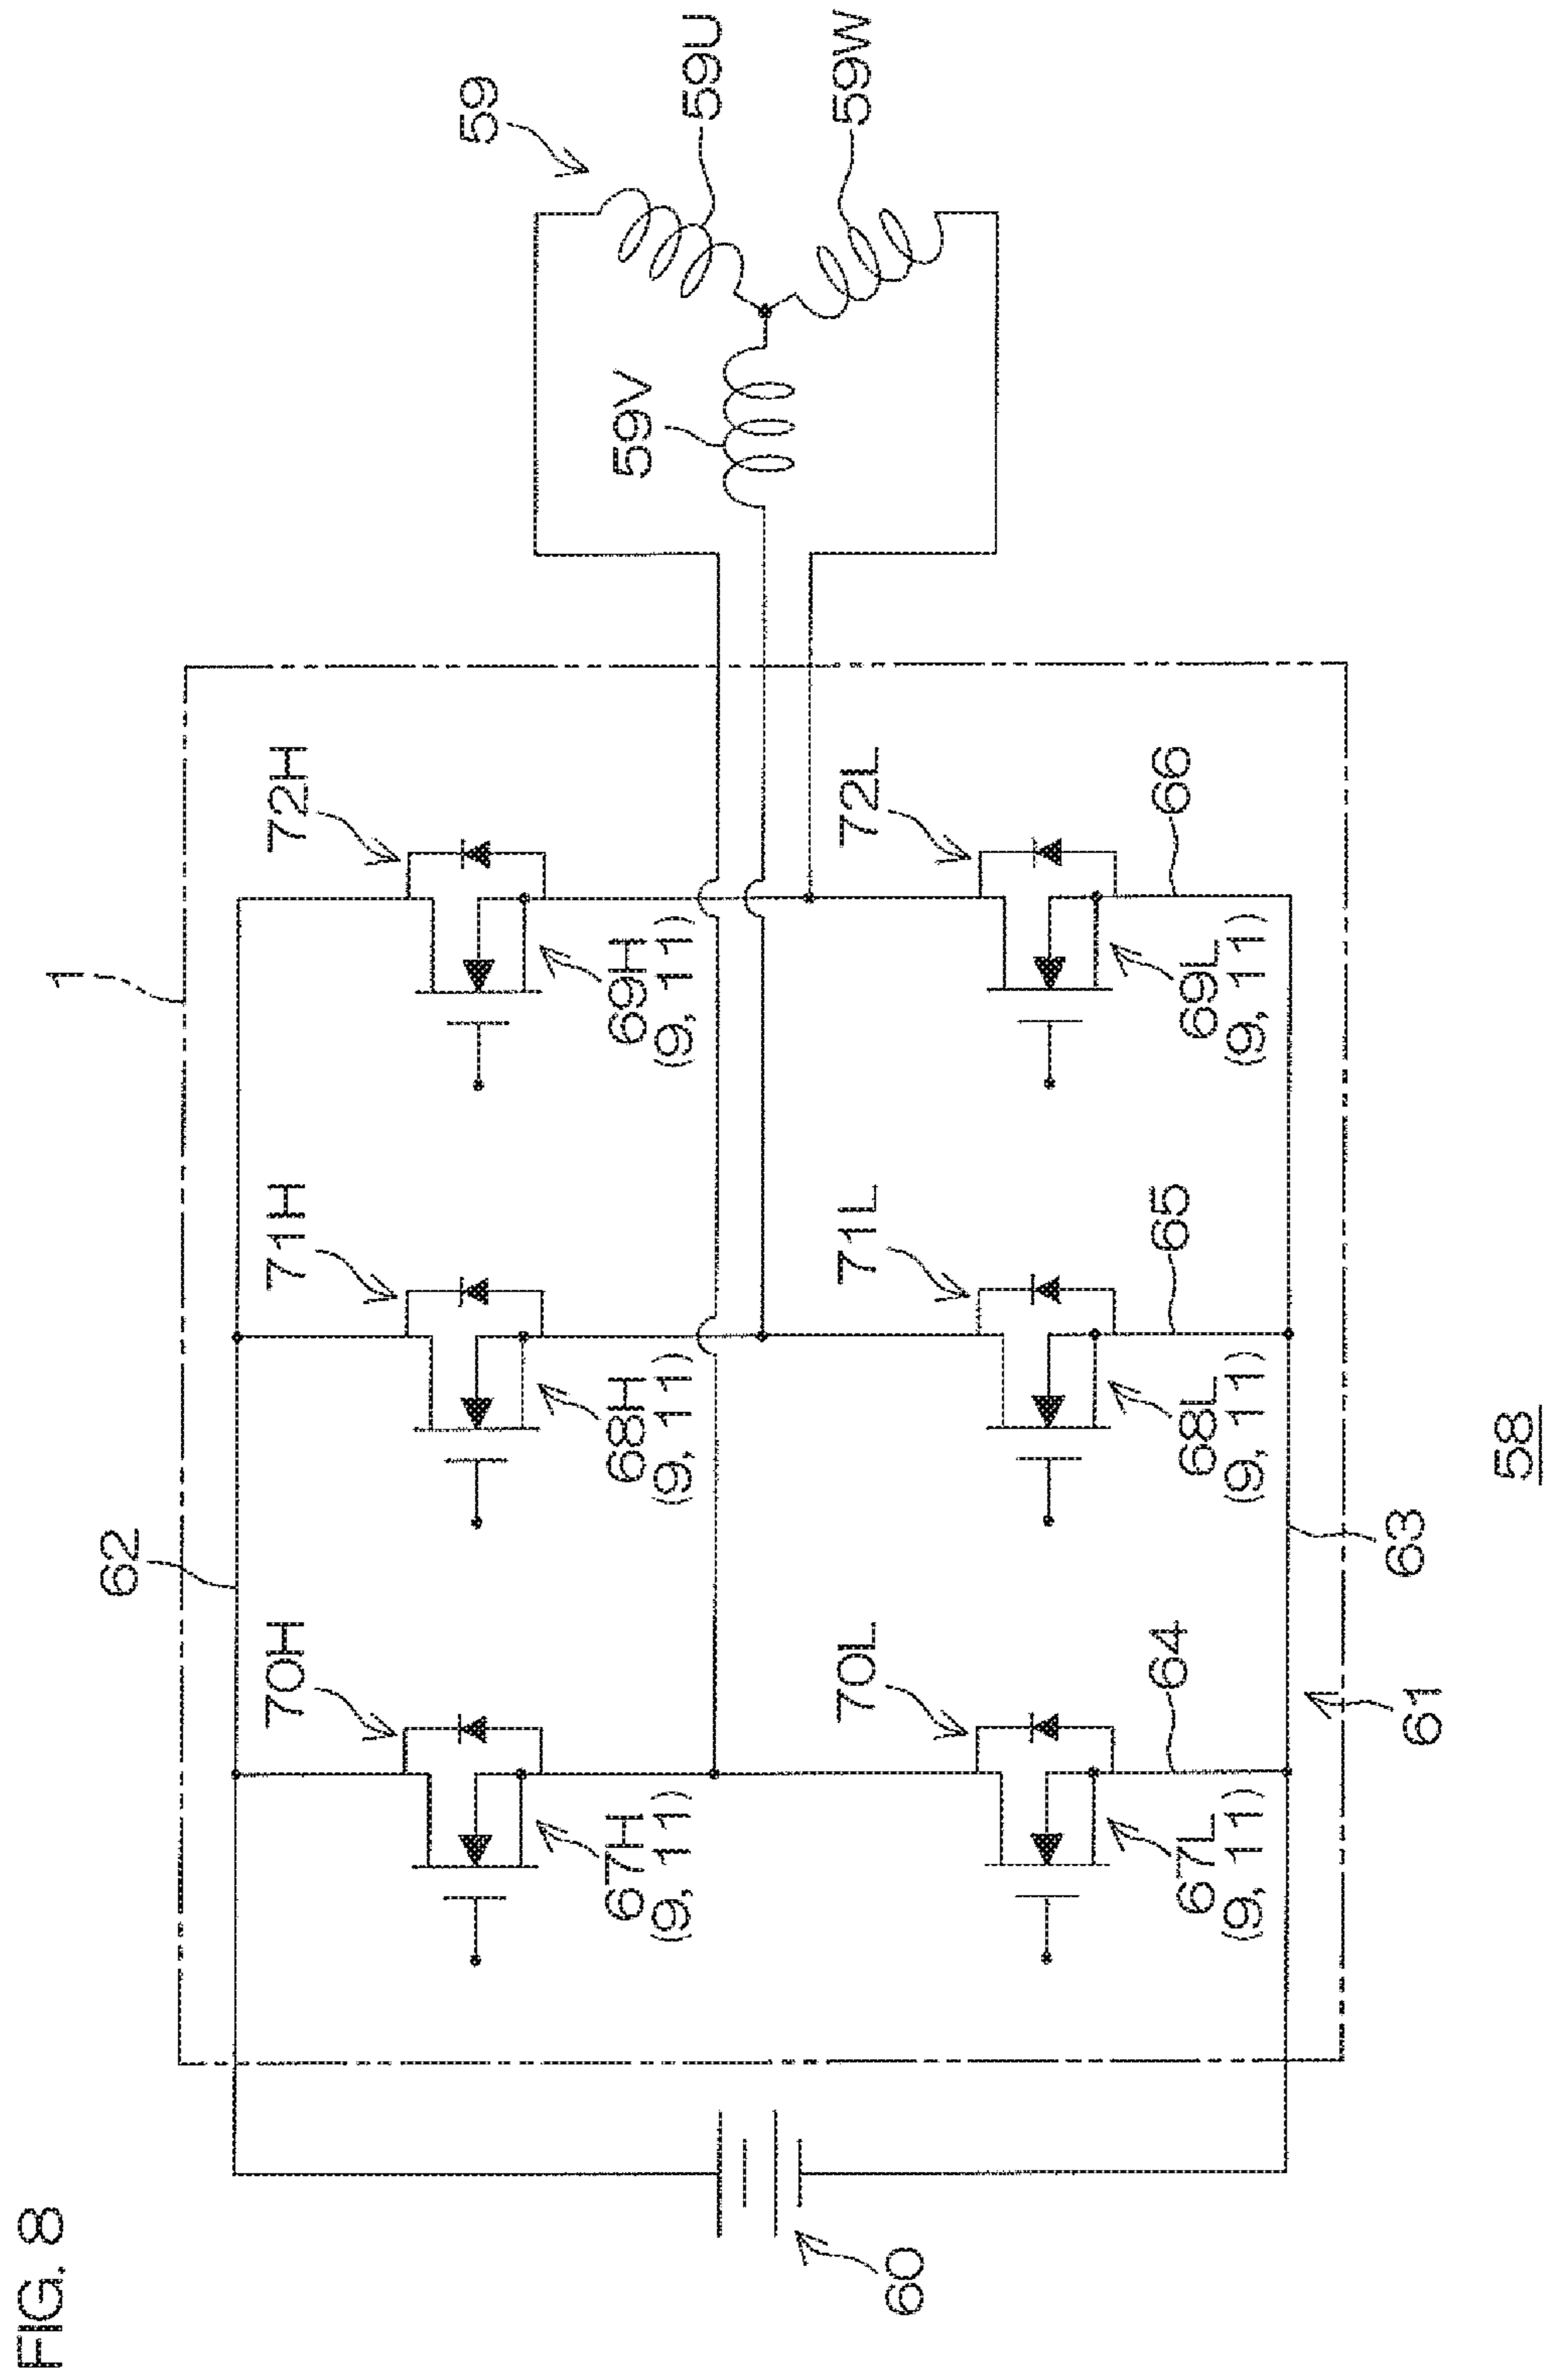 FIG. 8
1
62
70H
71H
72H
67H
(9, 11)
68H
(9, 11)
69H
(9, 11)
59
59U
59V
59W
60
70L
71L
72L
67L
(9, 11)
68L
(9, 11)
69L
(9, 11)
64
65
66
61
63
58